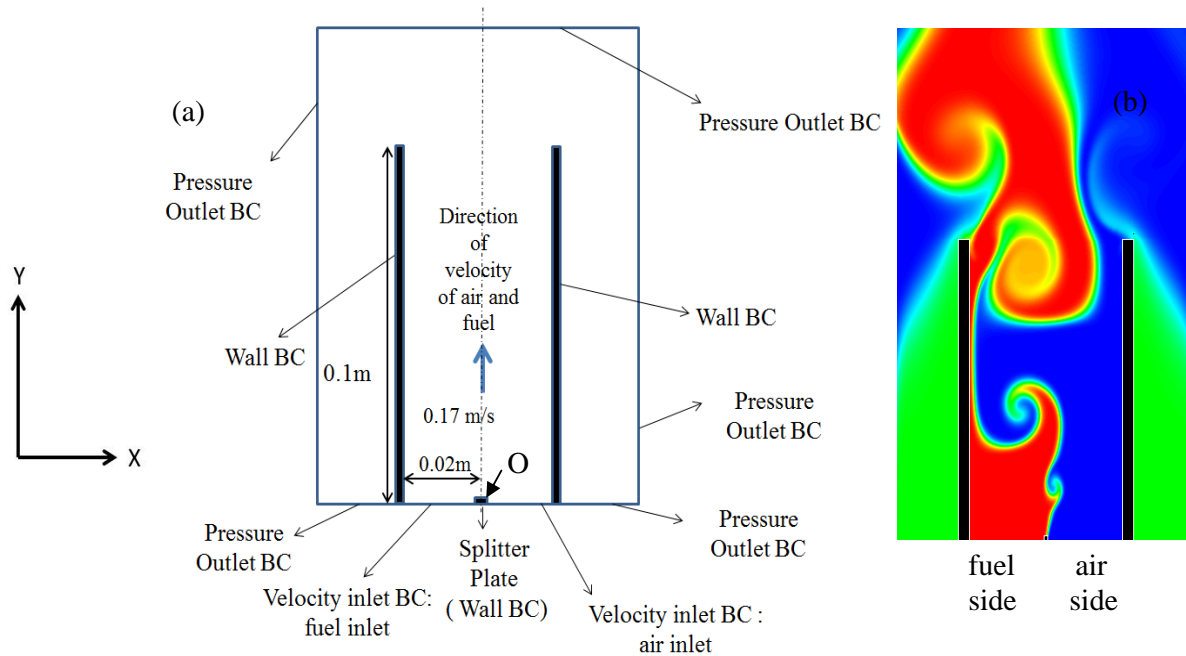 (a)
Pressure Outlet BC
Pressure
Outlet BC
Direction
of
velocity
of air and
fuel
Y
X
Wall BC
Wall BC
0.1m
0.17 m/s
0.02m
O
Pressure
Outlet BC
Pressure
Outlet BC
Splitter
Plate
( Wall BC)
Pressure
Outlet BC
Velocity inlet BC:
fuel inlet
Velocity inlet BC :
air inlet
(b)
fuel
side
air
side